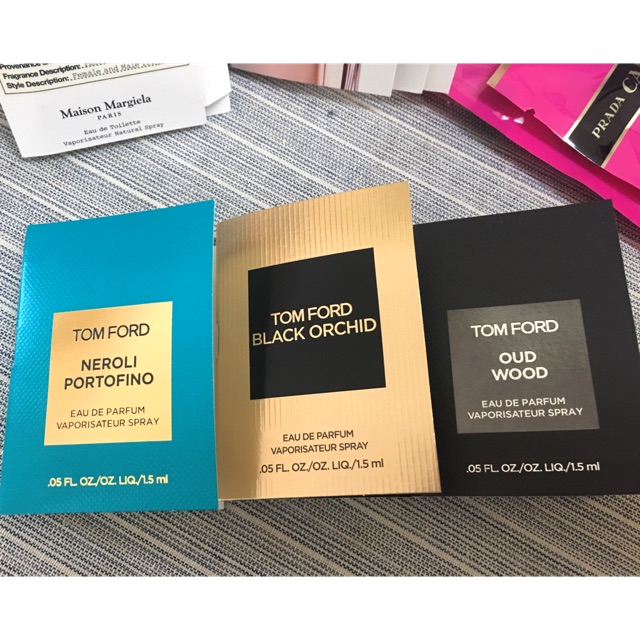 Provenance
Fragrance Description:
Style Description: Female and Male
Maison Margiela
PARIS
Eau de Toilette
Vaporisateur Natural Spray
PRADA
TOM FORD
NEROLI
PORTOFINO
EAU DE PARFUM
VAPORISATEUR SPRAY
.05 FL. OZ./OZ. LIQ./1.5 ml
TOM FORD
BLACK ORCHID
EAU DE PARFUM
VAPORISATEUR SPRAY
.05 FL. OZ./OZ. LIQ./1.5 ml
TOM FORD
OUD
WOOD
EAU DE PARFUM
VAPORISATEUR SPRAY
.05 FL. OZ./OZ. LIQ./1.5 ml